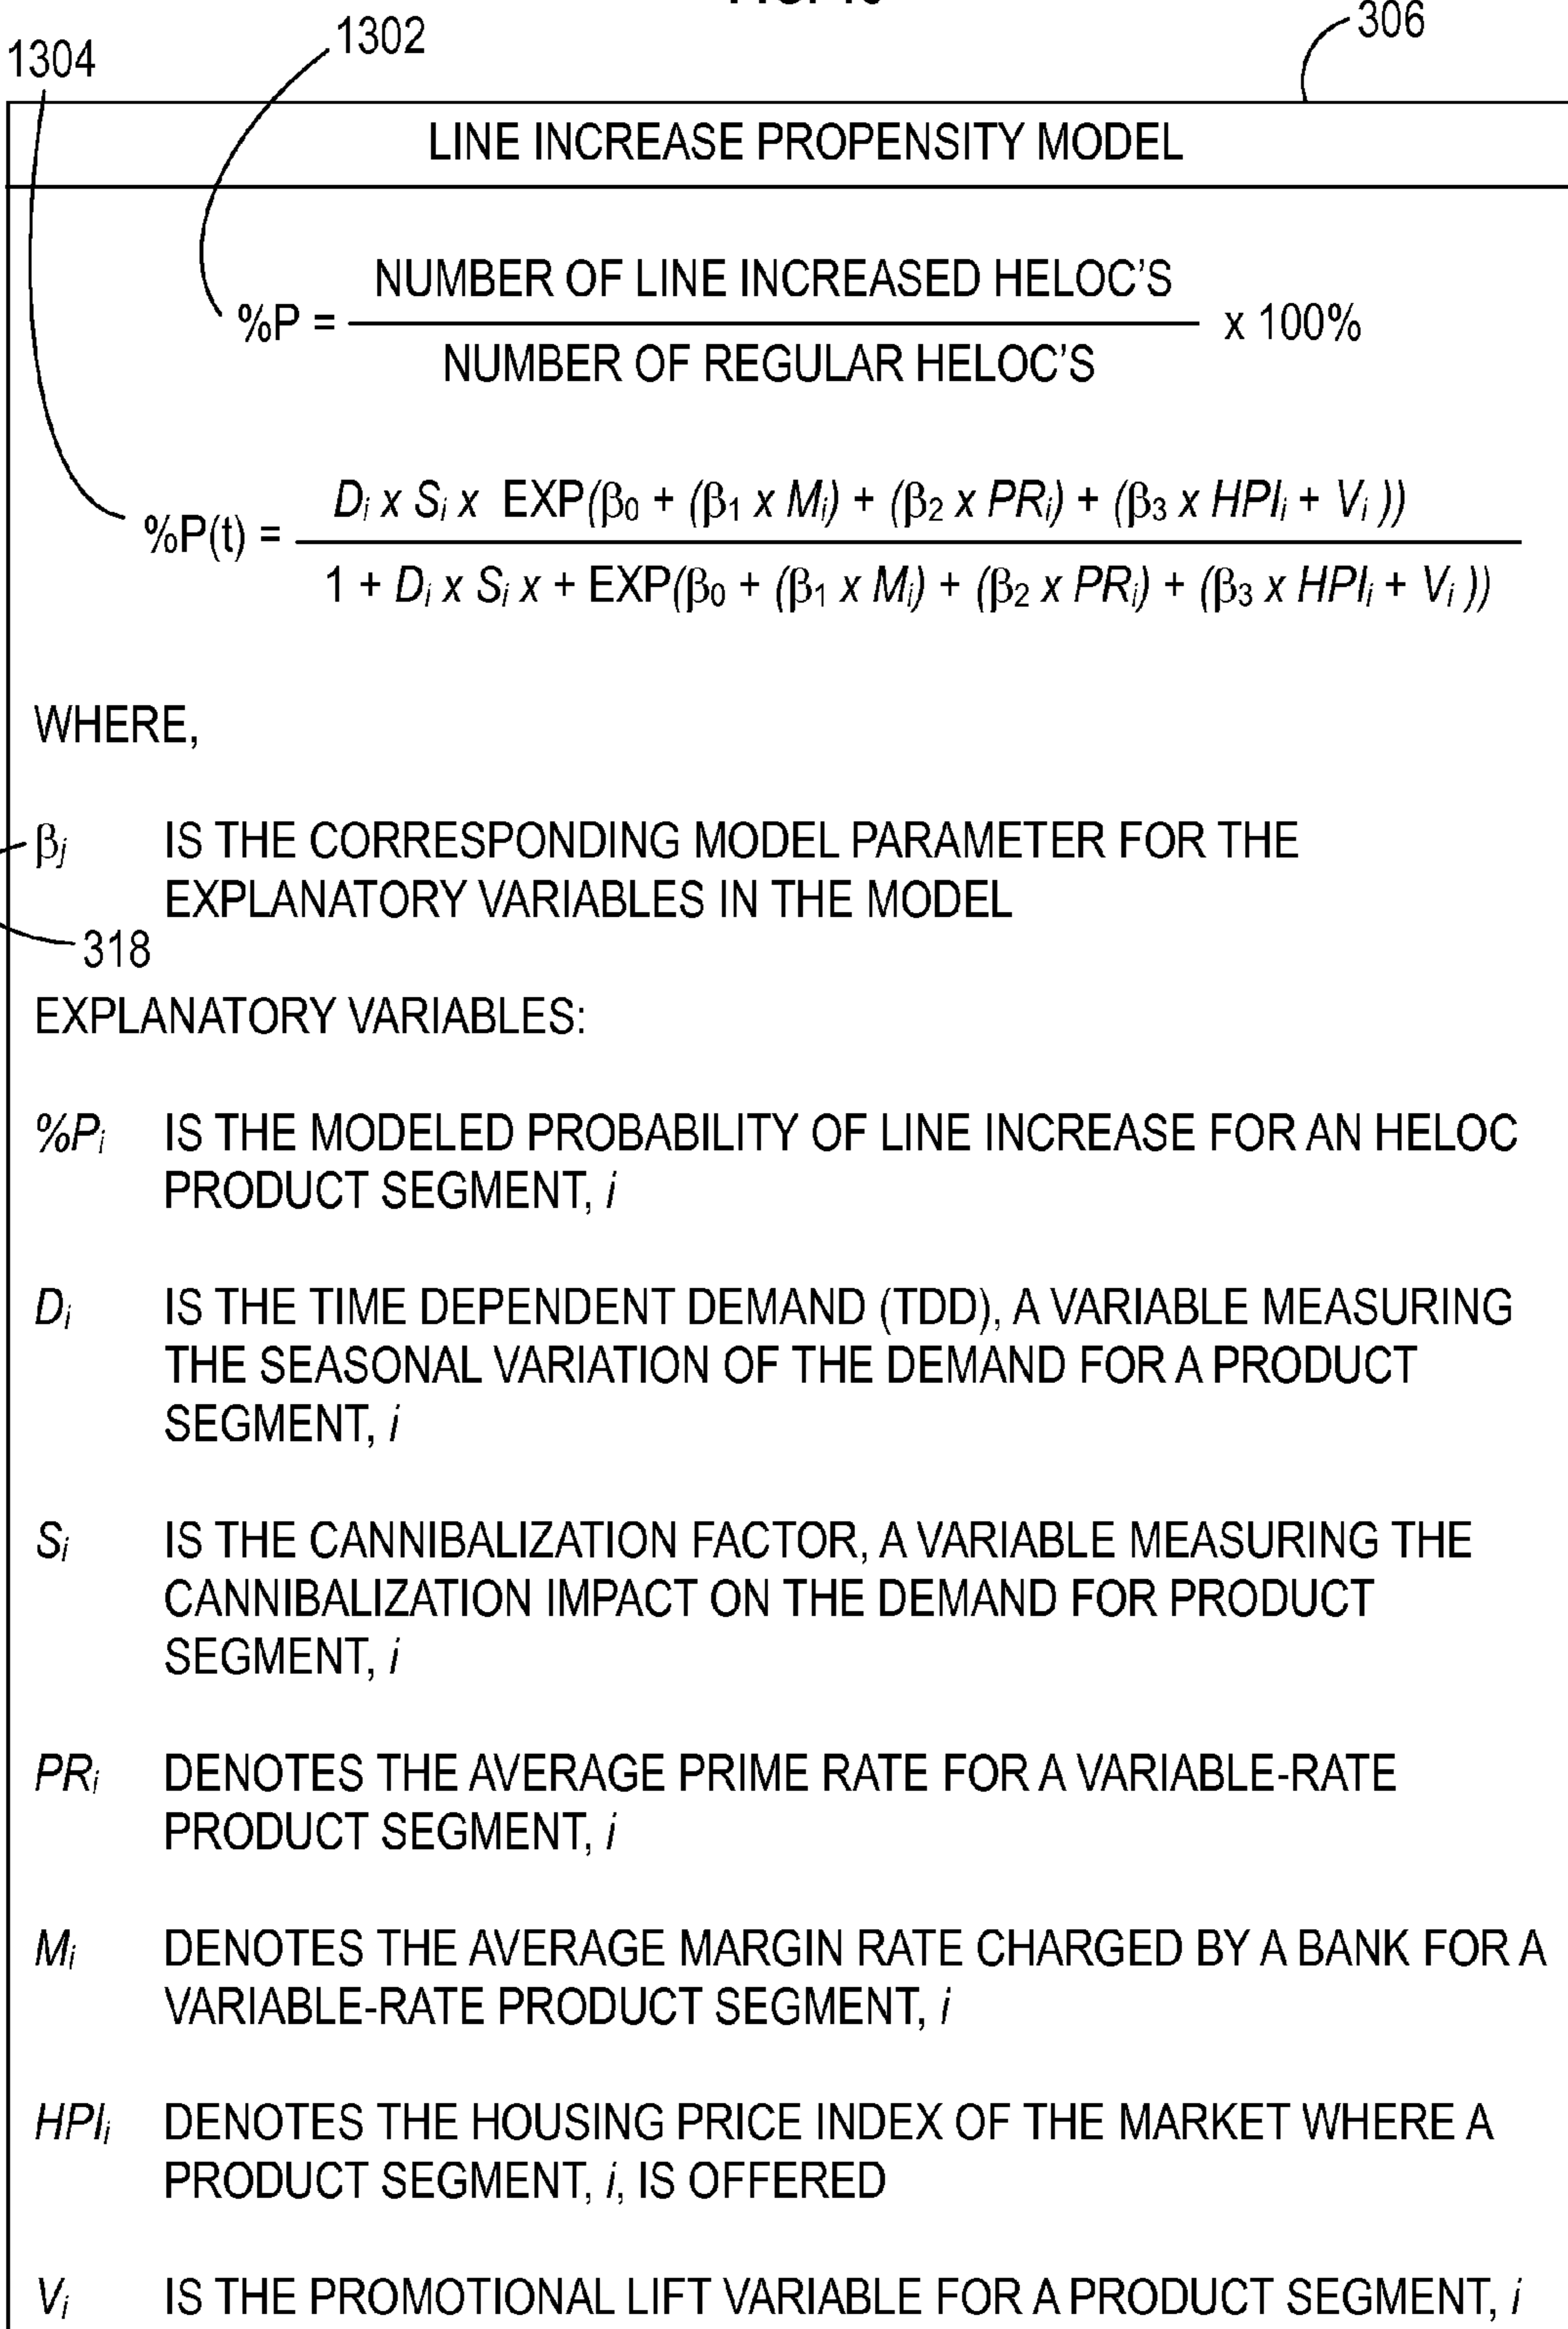 306
1302
1304
LINE INCREASE PROPENSITY MODEL
%P = NUMBER OF LINE INCREASED HELOC'S / NUMBER OF REGULAR HELOC'S x 100%
%P(t) = Dᵢ x Sᵢ x EXP(β₀ + (β₁ x Mᵢ) + (β₂ x PRᵢ) + (β₃ x HPIᵢ + Vᵢ )) / 1 + Dᵢ x Sᵢ x + EXP(β₀ + (β₁ x Mᵢ) + (β₂ x PRᵢ) + (β₃ x HPIᵢ + Vᵢ ))
WHERE,
βⱼ IS THE CORRESPONDING MODEL PARAMETER FOR THE
EXPLANATORY VARIABLES IN THE MODEL
318
EXPLANATORY VARIABLES:
%Pᵢ IS THE MODELED PROBABILITY OF LINE INCREASE FOR AN HELOC
PRODUCT SEGMENT, i
Dᵢ IS THE TIME DEPENDENT DEMAND (TDD), A VARIABLE MEASURING
THE SEASONAL VARIATION OF THE DEMAND FOR A PRODUCT
SEGMENT, i
Sᵢ IS THE CANNIBALIZATION FACTOR, A VARIABLE MEASURING THE
CANNIBALIZATION IMPACT ON THE DEMAND FOR PRODUCT
SEGMENT, i
PRᵢ DENOTES THE AVERAGE PRIME RATE FOR A VARIABLE-RATE
PRODUCT SEGMENT, i
Mᵢ DENOTES THE AVERAGE MARGIN RATE CHARGED BY A BANK FOR A
VARIABLE-RATE PRODUCT SEGMENT, i
HPIᵢ DENOTES THE HOUSING PRICE INDEX OF THE MARKET WHERE A
PRODUCT SEGMENT, i, IS OFFERED
Vᵢ IS THE PROMOTIONAL LIFT VARIABLE FOR A PRODUCT SEGMENT, i